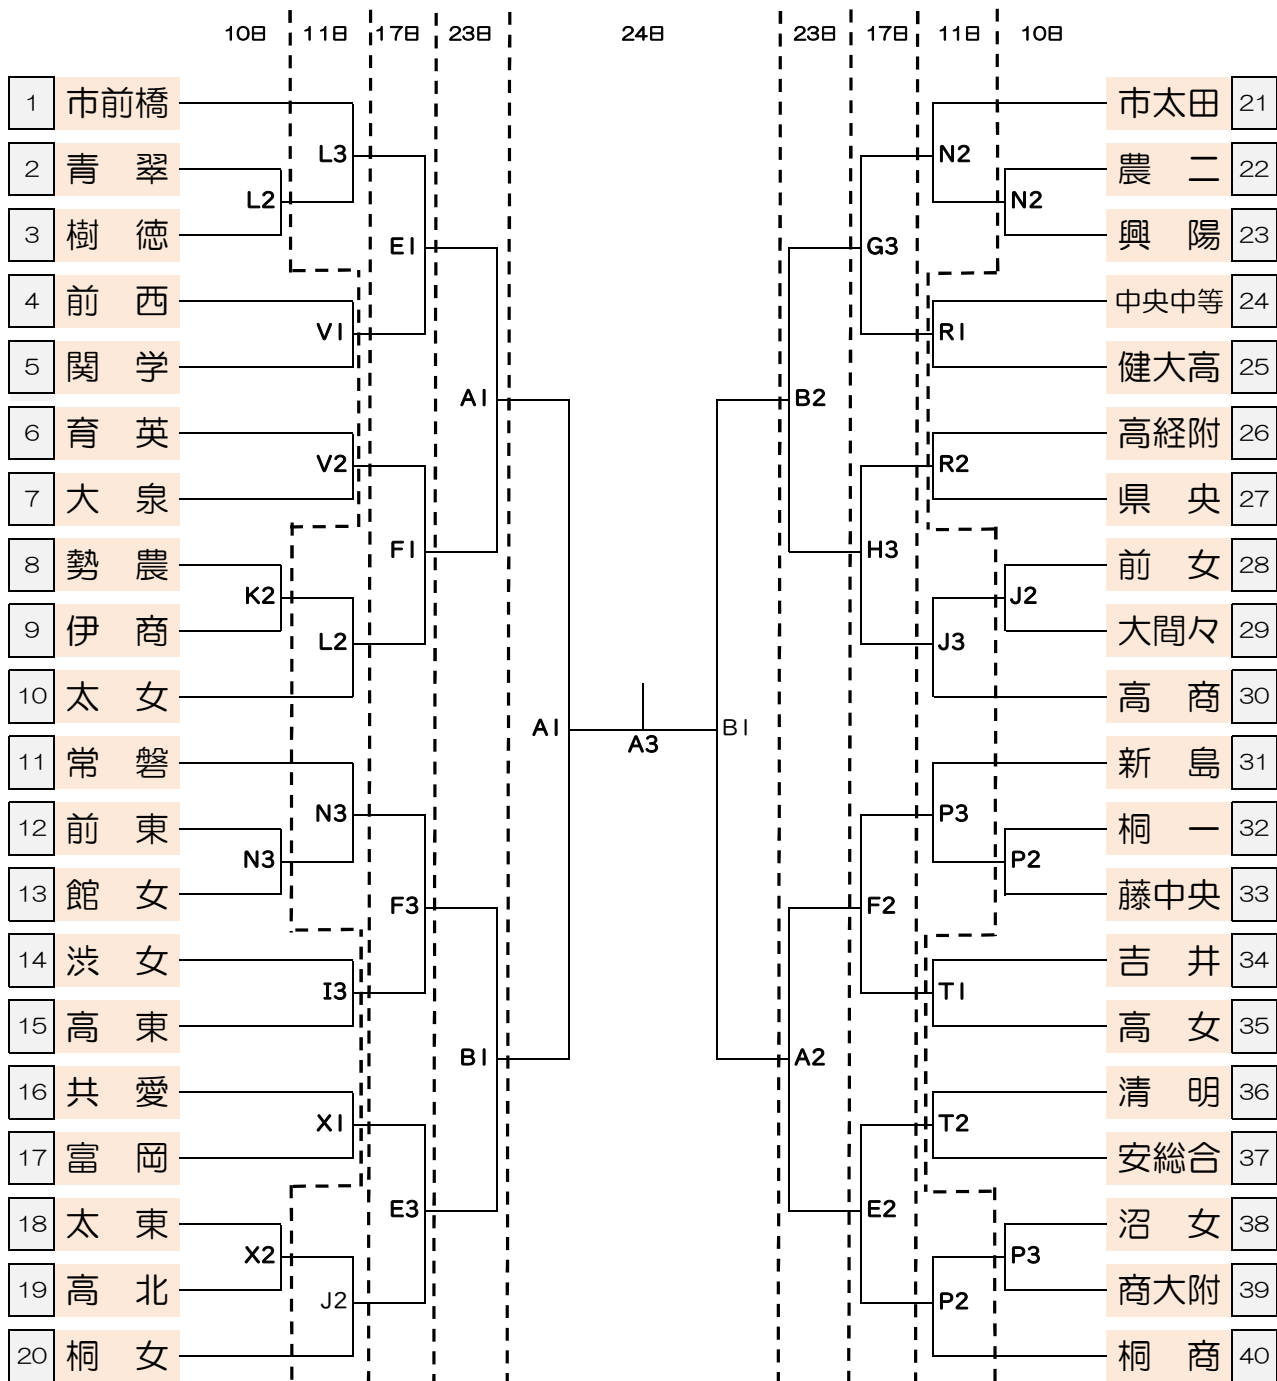 10日 11日 17日 23日 24日 23日 17日 11日 10日
1 市前橋 市太田 21
L3 N2
2 青 翠 農 二 22
L2 N2
3 樹 徳 興 陽 23
E1 G3
4 前 西 中央中等 24
V1 R1
5 関 学 健大高 25
A1 B2
6 育 英 高経附 26
V2 R2
7 大 泉 県 央 27
F1 H3
8 勢 農 前 女 28
K2 J2
9 伊 商 大間々 29
L2 J3
10 太 女 高 商 30
A1 A3 B1
11 常 磐 新 島 31
N3 P3
12 前 東 桐 一 32
N3 P2
13 館 女 藤中央 33
F3 F2
14 渋 女 吉 井 34
I3 T1
15 高 東 高 女 35
B1 A2
16 共 愛 清 明 36
X1 T2
17 富 岡 安総合 37
E3 E2
18 太 東 沼 女 38
X2 P3
19 高 北 商大附 39
J2 P2
20 桐 女 桐 商 40